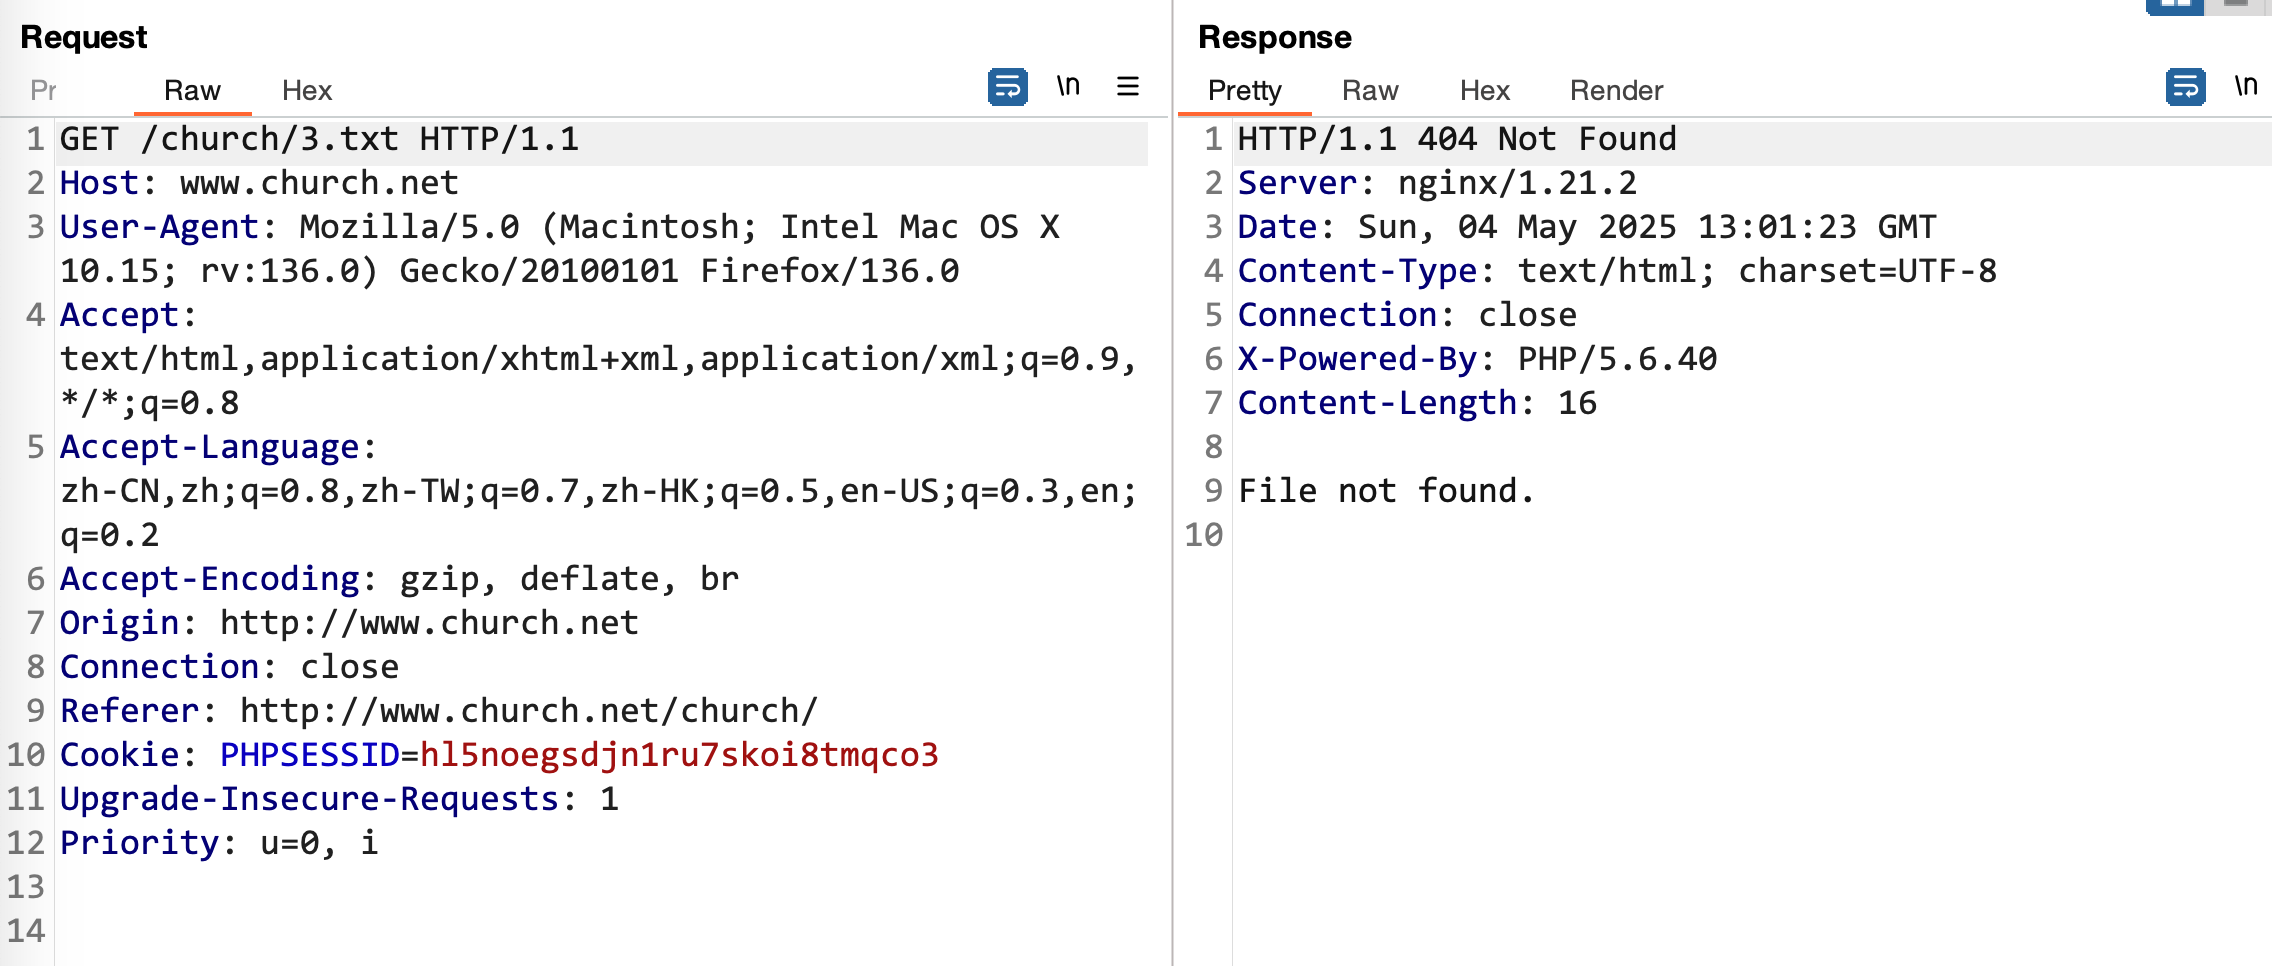 Request
Pr Raw Hex \n
1 GET /church/3.txt HTTP/1.1
2 Host: www.church.net
3 User-Agent: Mozilla/5.0 (Macintosh; Intel Mac OS X
10.15; rv:136.0) Gecko/20100101 Firefox/136.0
4 Accept:
text/html,application/xhtml+xml,application/xml;q=0.9,
*/*;q=0.8
5 Accept-Language:
zh-CN,zh;q=0.8,zh-TW;q=0.7,zh-HK;q=0.5,en-US;q=0.3,en;
q=0.2
6 Accept-Encoding: gzip, deflate, br
7 Origin: http://www.church.net
8 Connection: close
9 Referer: http://www.church.net/church/
10 Cookie: PHPSESSID=hl5noegsdjn1ru7skoi8tmqco3
11 Upgrade-Insecure-Requests: 1
12 Priority: u=0, i
13
14
Response
Pretty Raw Hex Render \n
1 HTTP/1.1 404 Not Found
2 Server: nginx/1.21.2
3 Date: Sun, 04 May 2025 13:01:23 GMT
4 Content-Type: text/html; charset=UTF-8
5 Connection: close
6 X-Powered-By: PHP/5.6.40
7 Content-Length: 16
8
9 File not found.
10